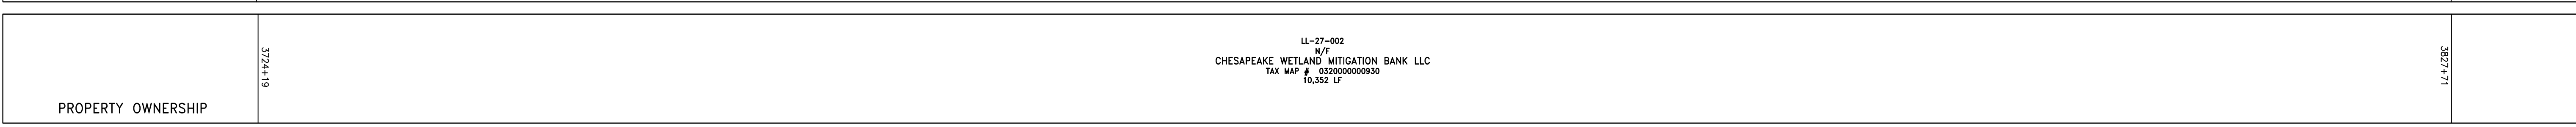 PROPERTY OWNERSHIP
3724+19
LL-27-002
N/F
CHESAPEAKE WETLAND MITIGATION BANK LLC
TAX MAP # 0320000000930
10,352 LF
3827+71